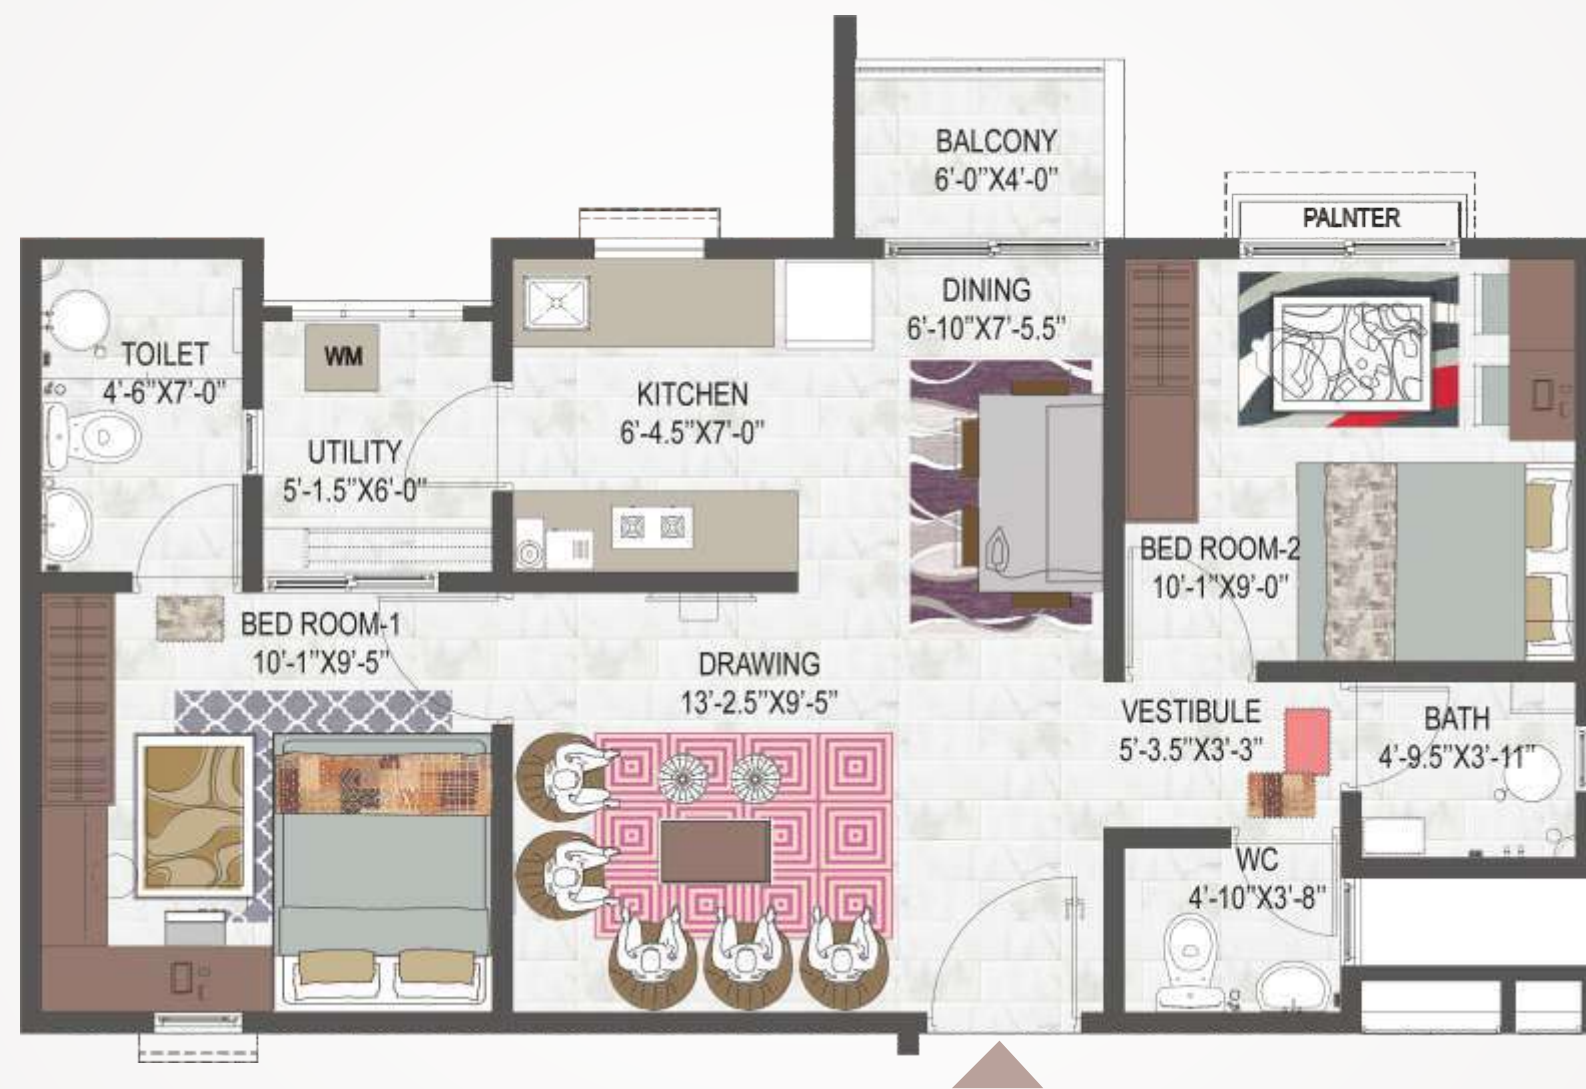 BALCONY
6'-0”X4'-0”
PALNTER
DINING
6'-10”X7'-5.5”
TOILET
4'-6”X7'-0”
WM
KITCHEN
6'-4.5”X7'-0”
UTILITY
5'-1.5”X6'-0”
BED ROOM-2
10'-1”X9'-0”
BED ROOM-1
10'-1”X9'-5”
DRAWING
13'-2.5”X9'-5”
VESTIBULE
5'-3.5”X3'-3”
BATH
4'-9.5”X3'-11”
WC
4'-10”X3'-8”